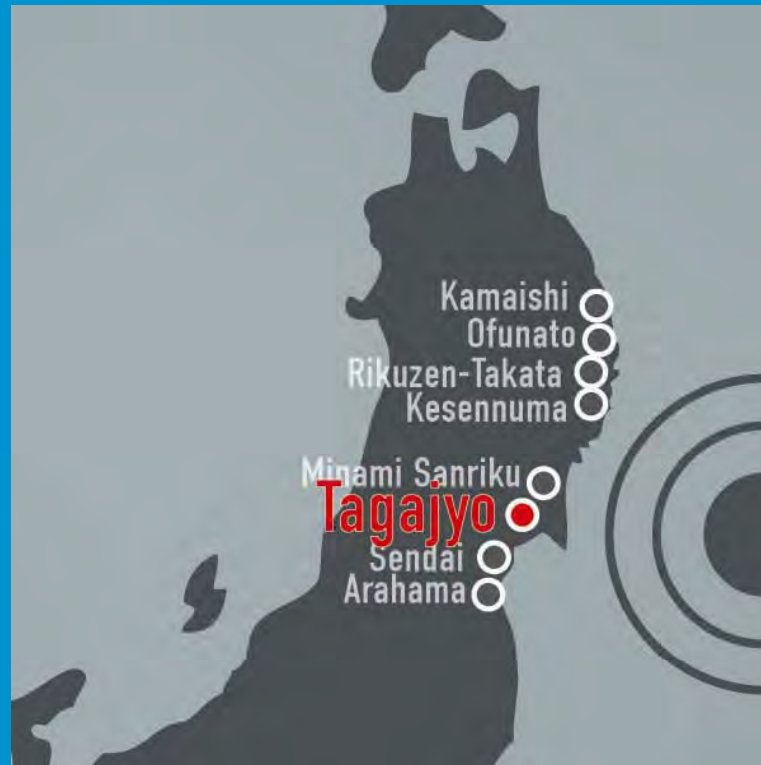 Kamaishi
Ofunato
Rikuzen-Takata
Kesennuma
Minami Sanriku
Tagajyo
Sendai
Arahama